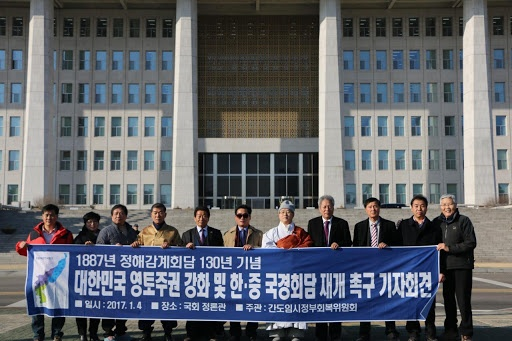 1887년 정해감계회담 130년 기념
대한민국 영토주권 강화 및 한·중 국경회담 재개 촉구 기자회견
■ 일시 : 2017. 1. 4 ■ 장소 : 국회 정론관 ■ 주관 : 간도임시정부회복위원회